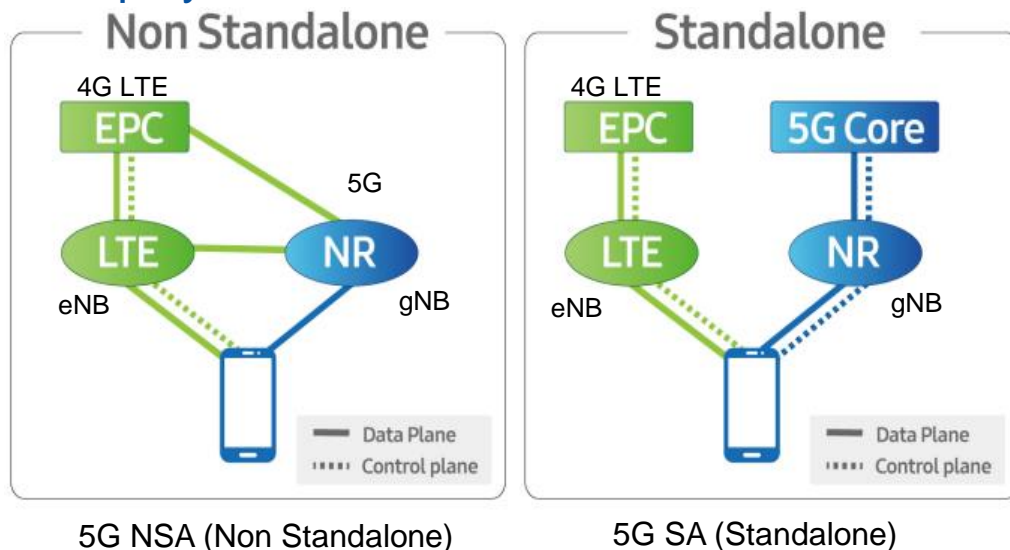 Non Standalone
4G LTE
EPC
5G
LTE
NR
eNB
gNB
Data Plane
Control plane
5G NSA (Non Standalone)
Standalone
4G LTE
EPC
5G Core
LTE
NR
eNB
gNB
Data Plane
Control plane
5G SA (Standalone)